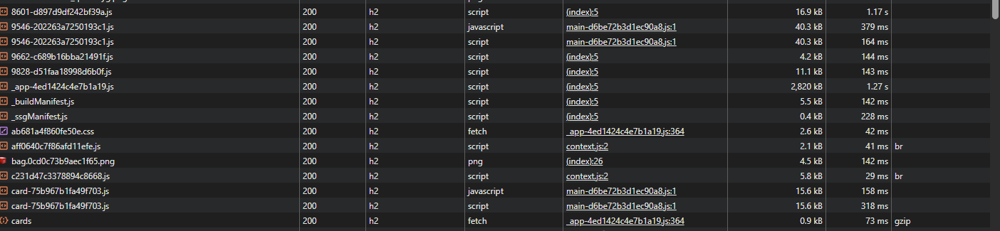 8601-d897d9df242bf39a.js 200 h2 script (index):5 16.9 kB 1.17 s
9546-202263a7250193c1.js 200 h2 javascript main-d6be72b3d1ec90a8.js:1 40.3 kB 379 ms
9546-202263a7250193c1.js 200 h2 script main-d6be72b3d1ec90a8.js:1 40.3 kB 164 ms
9662-c689b16bba21491f.js 200 h2 script (index):5 4.2 kB 144 ms
9828-d51faa18998d6b0f.js 200 h2 script (index):5 11.1 kB 143 ms
_app-4ed1424c4e7b1a19.js 200 h2 script (index):5 2,820 kB 1.27 s
_buildManifest.js 200 h2 script (index):5 5.5 kB 142 ms
_ssgManifest.js 200 h2 script (index):5 0.4 kB 228 ms
ab681a4f860fe50e.css 200 h2 fetch _app-4ed1424c4e7b1a19.js:364 2.6 kB 42 ms
aff0640c7f86afd11efe.js 200 h2 script context.js:2 2.1 kB 41 ms br
bag.0cd0c73b9aec1f65.png 200 h2 png (index):26 4.5 kB 142 ms
c231d47c3378894c8668.js 200 h2 script context.js:2 5.8 kB 29 ms br
card-75b967b1fa49f703.js 200 h2 javascript main-d6be72b3d1ec90a8.js:1 15.6 kB 158 ms
card-75b967b1fa49f703.js 200 h2 script main-d6be72b3d1ec90a8.js:1 15.6 kB 318 ms
cards 200 h2 fetch _app-4ed1424c4e7b1a19.js:364 0.9 kB 73 ms gzip